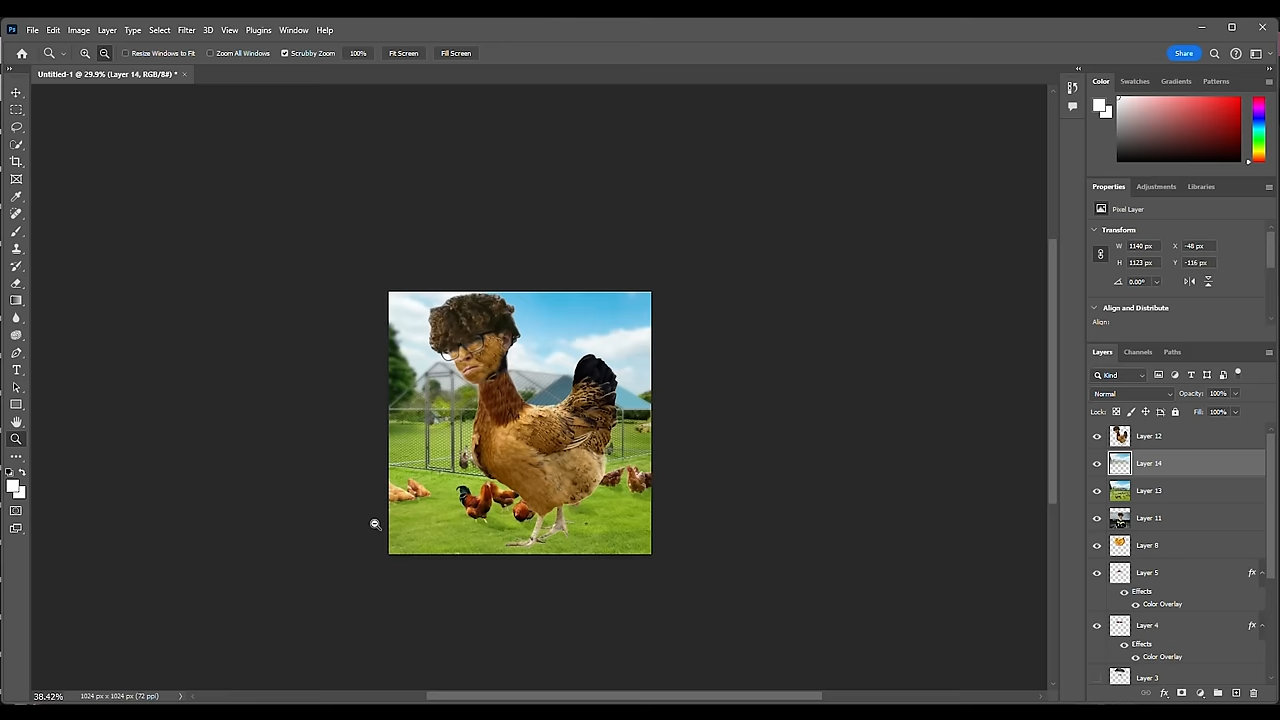 Ps File Edit Image Layer Type Select Filter 3D View Plugins Window Help
Resize Windows to Fit Zoom All Windows Scrubby Zoom 100% Fit Screen Fill Screen Share
Untitled-1 @ 29.9% (Layer 14, RGB/8#) *
Color Swatches Gradients Patterns
Properties Adjustments Libraries
Pixel Layer
Transform
W 1140 px X -48 px
H 1123 px Y -116 px
0.00°
Align and Distribute
Align:
Layers Channels Paths
Kind
Normal Opacity: 100%
Lock: Fill: 100%
Layer 12
Layer 14
Layer 13
Layer 11
Layer 8
Layer 5 fx
Effects
Color Overlay
Layer 4 fx
Effects
Color Overlay
Layer 3
38.42% 1024 px x 1024 px (72 ppi)
fx